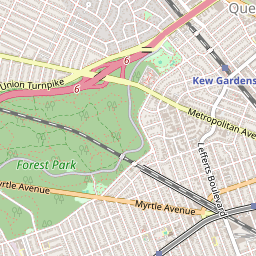 Que
6
Kew Gardens
Union Turnpike
6
Metropolitan Ave
Forest Park
Lefferts Boulevard
Myrtle Avenue
Myrtle Avenue